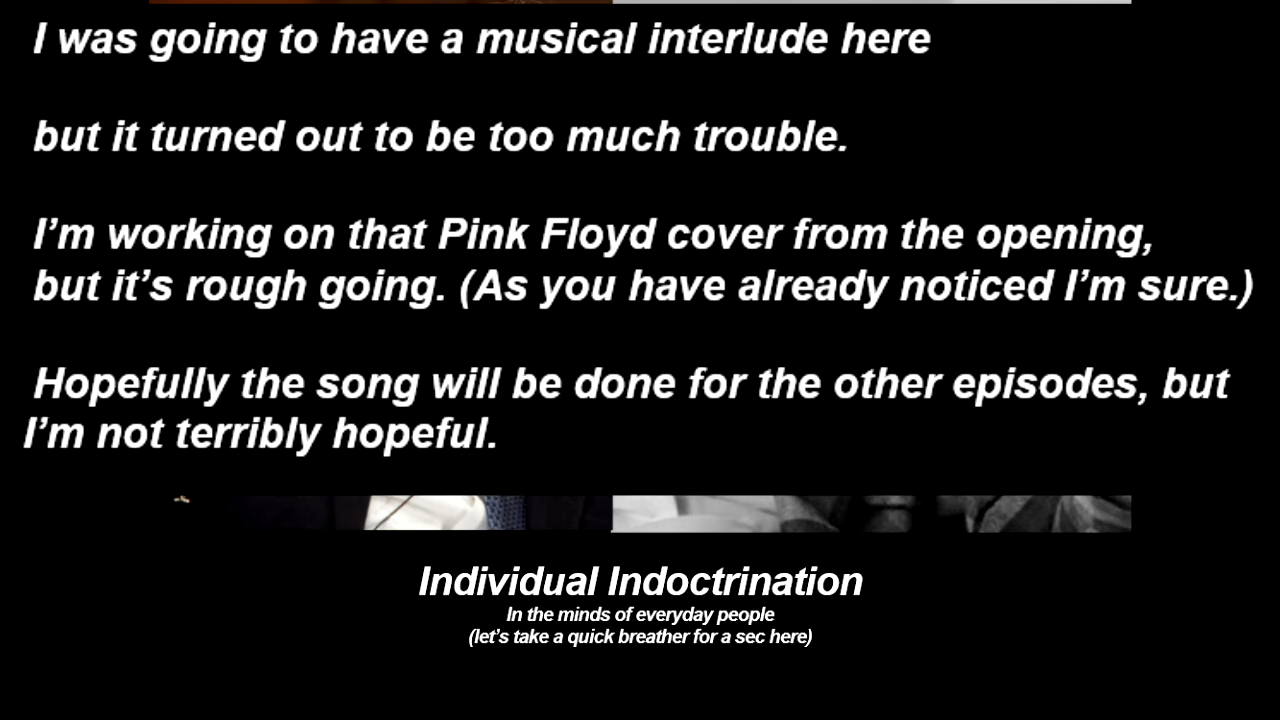 I was going to have a musical interlude here
but it turned out to be too much trouble.
I'm working on that Pink Floyd cover from the opening,
but it's rough going. (As you have already noticed I'm sure.)
Hopefully the song will be done for the other episodes, but
I'm not terribly hopeful.
Individual Indoctrination
In the minds of everyday people
(let's take a quick breather for a sec here)